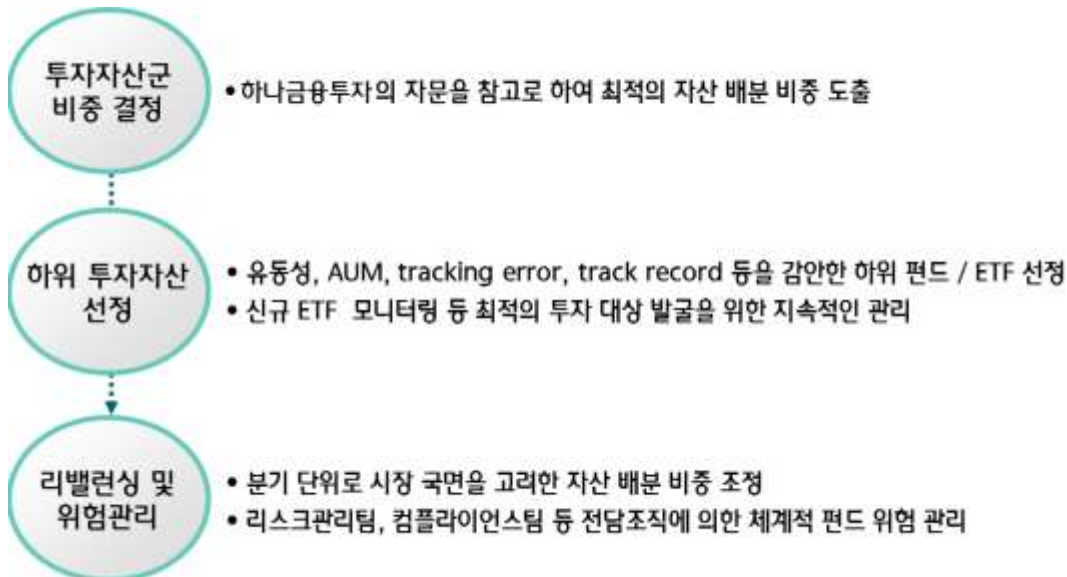 투자자산군
비중 결정
• 하나금융투자의 자문을 참고로 하여 최적의 자산 배분 비중 도출
하위 투자자산
선정
• 유동성, AUM, tracking error, track record 등을 감안한 하위 펀드 / ETF 선정
• 신규 ETF 모니터링 등 최적의 투자 대상 발굴을 위한 지속적인 관리
리밸런싱 및
위험관리
• 분기 단위로 시장 국면을 고려한 자산 배분 비중 조정
• 리스크관리팀, 컴플라이언스팀 등 전담조직에 의한 체계적 펀드 위험 관리